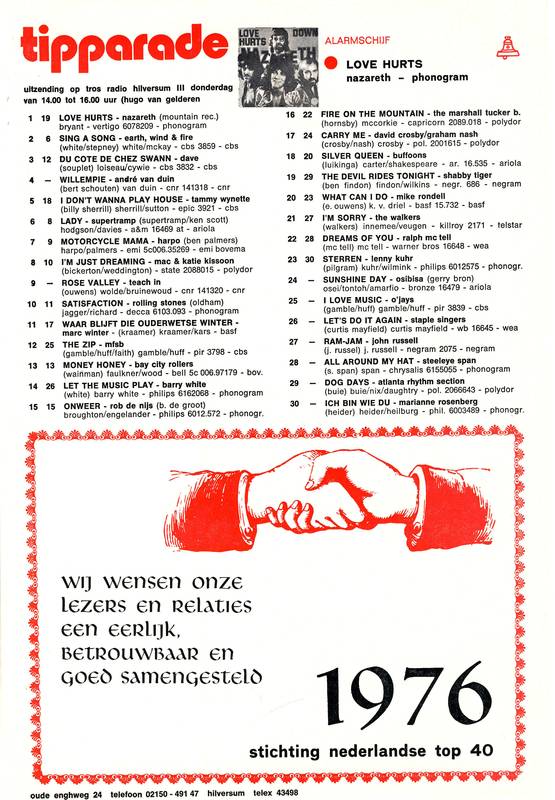 tipparade
LOVE HURTS DOWN
NAZARETH
ALARMSCHIJF
LOVE HURTS
nazareth – phonogram
uitzending op tros radio hilversum III donderdag
van 14.00 tot 16.00 uur (hugo van gelderen
1 19 LOVE HURTS - nazareth (mountain rec.)
bryant - vertigo 6078209 - phonogram
2 6 SING A SONG - earth, wind & fire
(white/stepney) white/mckay - cbs 3859 - cbs
3 12 DU COTE DE CHEZ SWANN - dave
(souplet) loiseau/cywie - cbs 3832 - cbs
4 — WILLEMPIE - andré van duin
(bert schouten) van duin - cnr 141318 - cnr
5 18 I DON'T WANNA PLAY HOUSE - tammy wynette
(billy sherrill) sherrill/sutton - epic 3921 - cbs
6 8 LADY - supertramp (supertramp/ken scott)
hodgson/davies - a&m 16469 at - ariola
7 9 MOTORCYCLE MAMA - harpo (ben palmers)
harpo/palmers - emi 5c006.35269 - emi bovema
8 10 I'M JUST DREAMING - mac & katie kissoon
(bickerton/weddington) - state 2088015 - polydor
9 — ROSE VALLEY - teach in
(ouwens) wolde/bruinewoud - cnr 141320 - cnr
10 11 SATISFACTION - rolling stones (oldham)
jagger/richard - decca 6103.093 - phonogram
11 17 WAAR BLIJFT DIE OUDERWETSE WINTER -
marc winter - (kraamer) kraamer/kars - basf
12 25 THE ZIP - mfsb
(gamble/huff/faith) gamble/huff - pir 3798 - cbs
13 13 MONEY HONEY - bay city rollers
(wainman) faulkner/wood - bell 5c 006.97179 - bov.
14 26 LET THE MUSIC PLAY - barry white
(white) barry white - philips 6162068 - phonogram
15 15 ONWEER - rob de nijs (b. de groot)
broughton/engelander - philips 6012.572 - phonogr.
16 22 FIRE ON THE MOUNTAIN - the marshall tucker b.
(hornsby) mccorkie - capricorn 2089.018 - polydor
17 24 CARRY ME - david crosby/graham nash
(crosby/nash) crosby - pol. 2001615 - polydor
18 20 SILVER QUEEN - buffoons
(luikinga) carter/shakespeare - ar. 16.535 - ariola
19 29 THE DEVIL RIDES TONIGHT - shabby tiger
(ben findon) findon/wilkins - negr. 686 - negram
20 23 WHAT CAN I DO - mike rondell
(e. ouwens) k. v. driel - basf 15.732 - basf
21 27 I'M SORRY - the walkers
(walkers) innemee/veugen - killroy 2171 - telstar
22 28 DREAMS OF YOU - ralph mc tell
(mc tell) mc tell - warner bros 16648 - wea
23 30 STERREN - lenny kuhr
(pilgram) kuhr/wilmink - philips 6012575 - phonogr.
24 — SUNSHINE DAY - osibisa (gerry bron)
osei/tontoh/amarfio - bronze 16479 - ariola
25 — I LOVE MUSIC - o'jays
(gamble/huff) gamble/huff - pir 3839 - cbs
26 — LET'S DO IT AGAIN - staple singers
(curtis mayfield) curtis mayfield - wb 16645 - wea
27 — RAM-JAM - john russell
(j. russel) j. russell - negram 2075 - negram
28 — ALL AROUND MY HAT - steeleye span
(s. span) span - chrysalis 6155055 - phonogram
29 — DOG DAYS - atlanta rhythm section
(buie) buie/nix/daughtry - pol. 2066643 - polydor
30 — ICH BIN WIE DU - marianne rosenberg
(heider) heider/heilburg - phil. 6003489 - phonogr.
WIJ WENSEN ONZE
LEZERS EN RELATIES
EEN EERLIJK,
BETROUWBAAR EN
GOED SAMENGESTELD
1976
stichting nederlandse top 40
oude enghweg 24 telefoon 02150 - 491 47 hilversum telex 43498